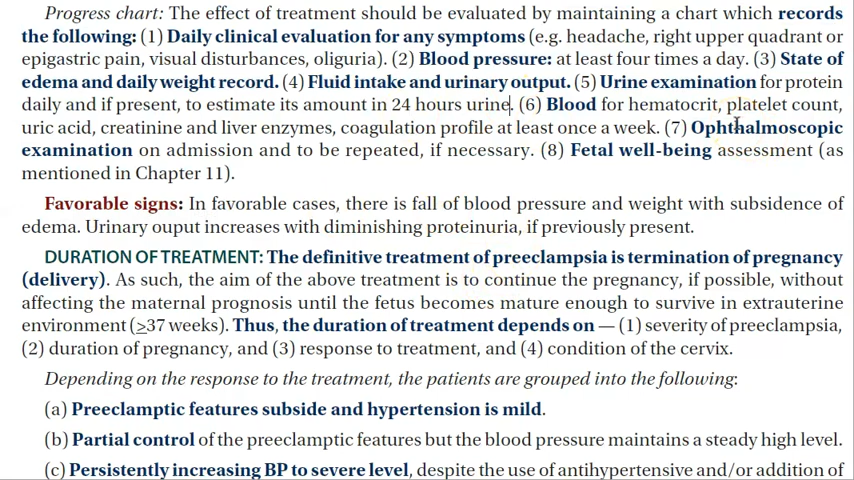 Progress chart: The effect of treatment should be evaluated by maintaining a chart which records
the following: (1) Daily clinical evaluation for any symptoms (e.g. headache, right upper quadrant or
epigastric pain, visual disturbances, oliguria). (2) Blood pressure: at least four times a day. (3) State of
edema and daily weight record. (4) Fluid intake and urinary output. (5) Urine examination for protein
daily and if present, to estimate its amount in 24 hours urine. (6) Blood for hematocrit, platelet count,
uric acid, creatinine and liver enzymes, coagulation profile at least once a week. (7) Ophthalmoscopic
examination on admission and to be repeated, if necessary. (8) Fetal well-being assessment (as
mentioned in Chapter 11).
Favorable signs: In favorable cases, there is fall of blood pressure and weight with subsidence of
edema. Urinary ouput increases with diminishing proteinuria, if previously present.
DURATION OF TREATMENT: The definitive treatment of preeclampsia is termination of pregnancy
(delivery). As such, the aim of the above treatment is to continue the pregnancy, if possible, without
affecting the maternal prognosis until the fetus becomes mature enough to survive in extrauterine
environment (≥37 weeks). Thus, the duration of treatment depends on — (1) severity of preeclampsia,
(2) duration of pregnancy, and (3) response to treatment, and (4) condition of the cervix.
Depending on the response to the treatment, the patients are grouped into the following:
(a) Preeclamptic features subside and hypertension is mild.
(b) Partial control of the preeclamptic features but the blood pressure maintains a steady high level.
(c) Persistently increasing BP to severe level, despite the use of antihypertensive and/or addition of